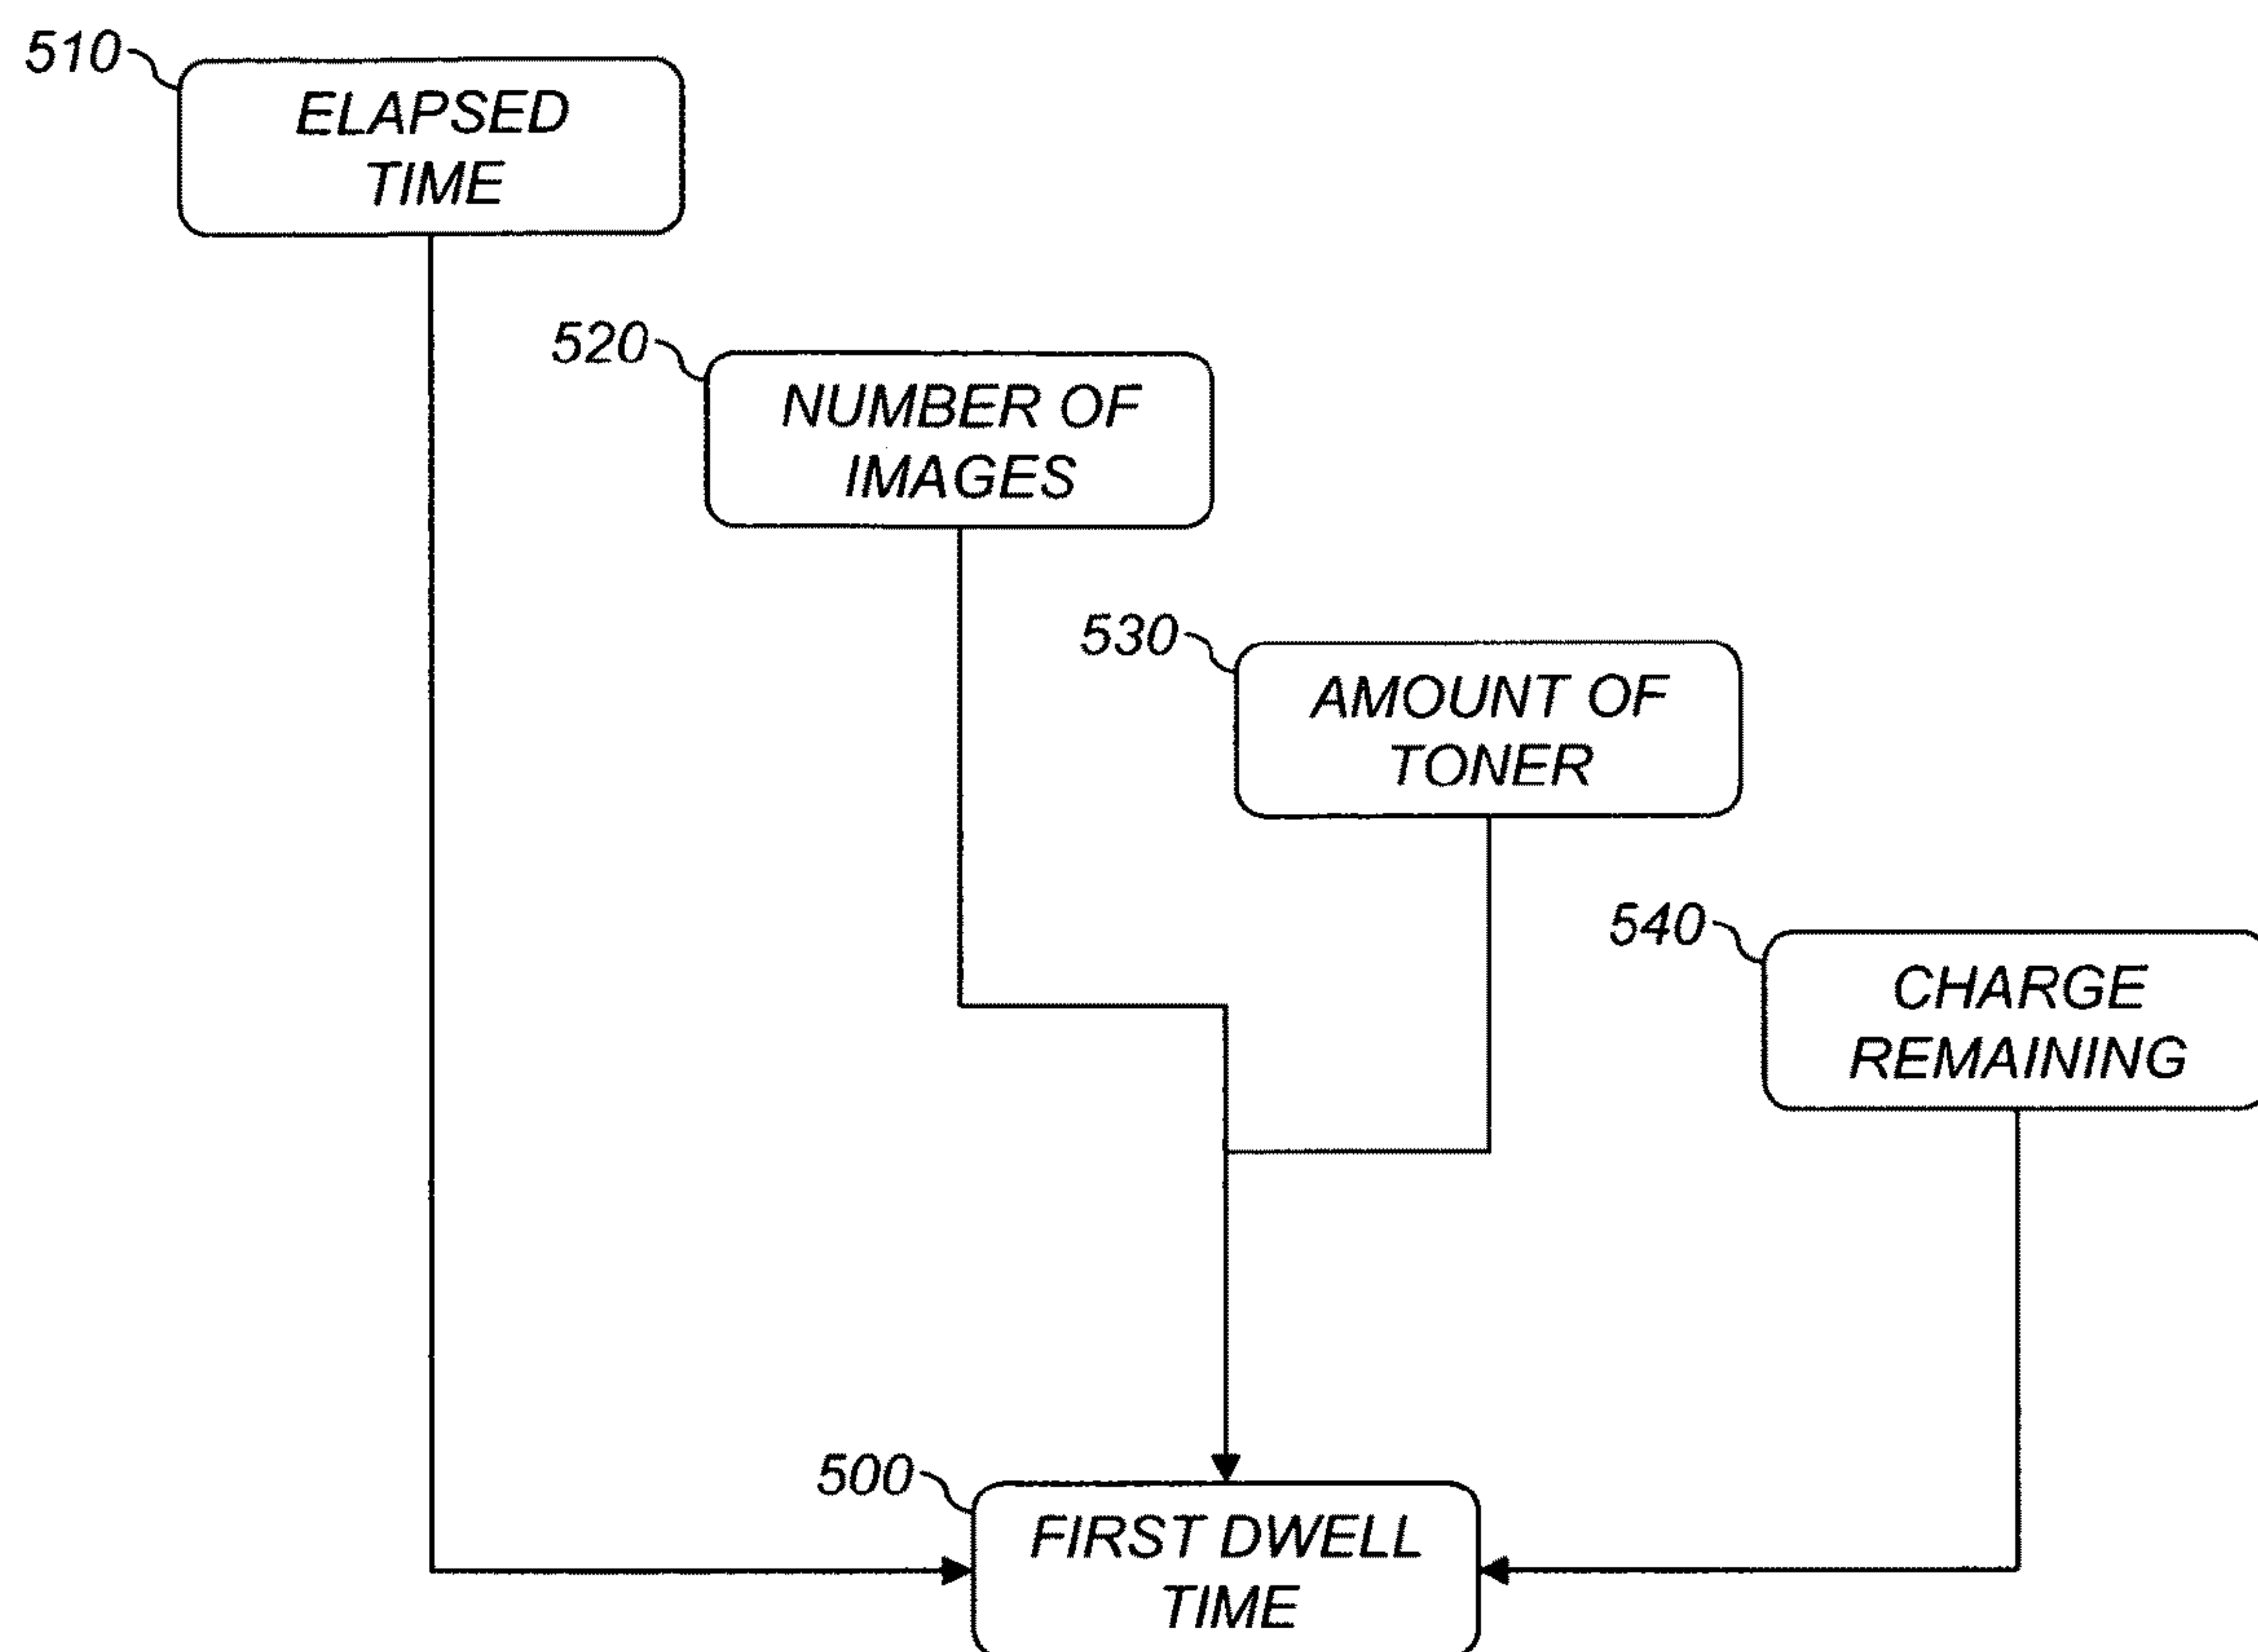 510
ELAPSED
TIME
520
NUMBER OF
IMAGES
530
AMOUNT OF
TONER
540
CHARGE
REMAINING
500
FIRST DWELL
TIME